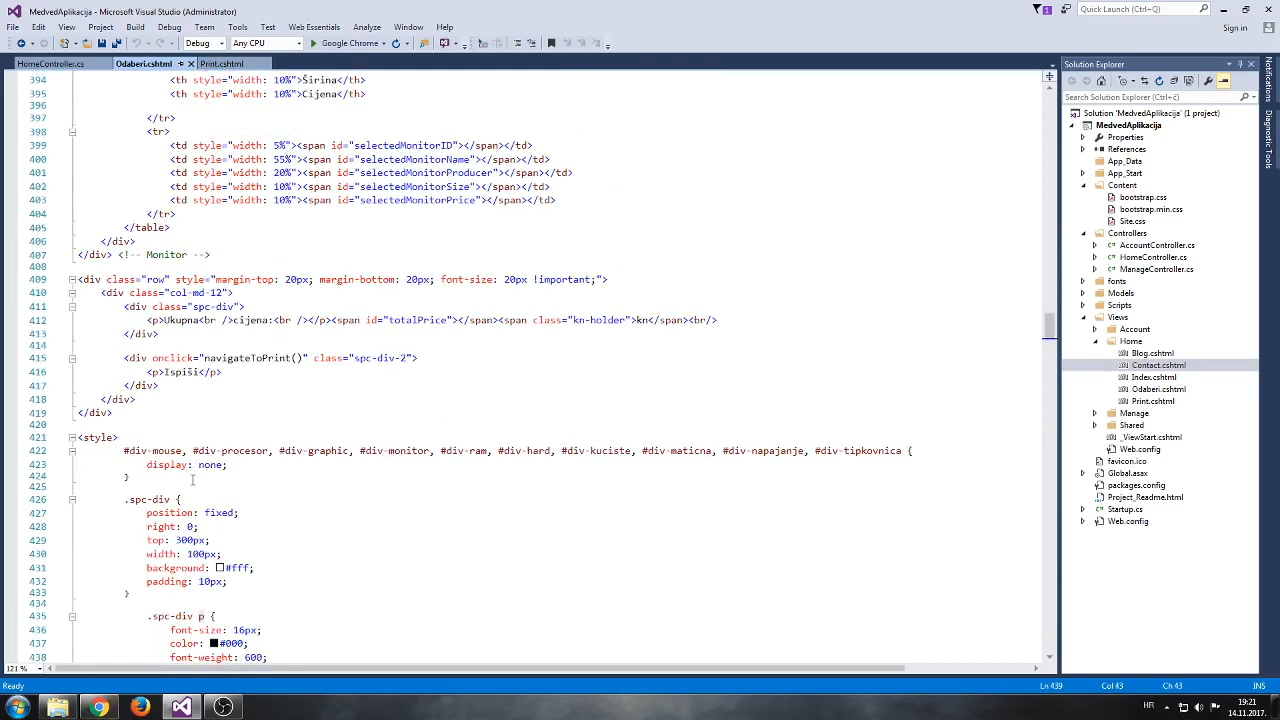 MedvedAplikacija - Microsoft Visual Studio (Administrator)
1
Quick Launch (Ctrl+Q)
File Edit View Project Build Debug Team Tools Test Analyze Window Help
Sign in
Debug Any CPU Google Chrome
HomeController.cs Odaberi.cshtml Print.cshtml
394 <th style="width: 10%">Širina</th>
395 <th style="width: 10%">Cijena</th>
396
397 </tr>
398 <tr>
399 <td style="width: 5%"><span id="selectedMonitorID"></span></td>
400 <td style="width: 55%"><span id="selectedMonitorName"></span></td>
401 <td style="width: 20%"><span id="selectedMonitorProducer"></span></td>
402 <td style="width: 10%"><span id="selectedMonitorSize"></span></td>
403 <td style="width: 10%"><span id="selectedMonitorPrice"></span></td>
404 </tr>
405 </table>
406 </div>
407 </div> <!-- Monitor -->
408
409 <div class="row" style="margin-top: 20px; margin-bottom: 20px; font-size: 20px !important;">
410 <div class="col-md-12">
411 <div class="spc-div">
412 <p>Ukupna<br />cijena:<br /></p><span id="totalPrice"></span><span class="kn-holder">kn</span><br/>
413 </div>
414
415 <div onclick="navigateToPrint()" class="spc-div-2">
416 <p>Ispiši</p>
417 </div>
418 </div>
419 </div>
420
421 <style>
422 #div-mouse, #div-procesor, #div-graphic, #div-monitor, #div-ram, #div-hard, #div-kuciste, #div-maticna, #div-napajanje, #div-tipkovnica {
423 display: none;
424 }
425
426 .spc-div {
427 position: fixed;
428 right: 0;
429 top: 300px;
430 width: 100px;
431 background: #fff;
432 padding: 10px;
433 }
434
435 .spc-div p {
436 font-size: 16px;
437 color: #000;
438 font-weight: 600;
121 %
Solution Explorer
Search Solution Explorer (Ctrl+č)
Solution 'MedvedAplikacija' (1 project)
MedvedAplikacija
Properties
References
App_Data
App_Start
Content
bootstrap.css
bootstrap.min.css
Site.css
Controllers
AccountController.cs
HomeController.cs
ManageController.cs
fonts
Models
Scripts
Views
Account
Home
Blog.cshtml
Contact.cshtml
Index.cshtml
Odaberi.cshtml
Print.cshtml
Manage
Shared
_ViewStart.cshtml
Web.config
favicon.ico
Global.asax
packages.config
Project_Readme.html
Startup.cs
Web.config
Notifications
Diagnostic Tools
Ready Ln 439 Col 43 Ch 43 INS
HR 19:21
14.11.2017.